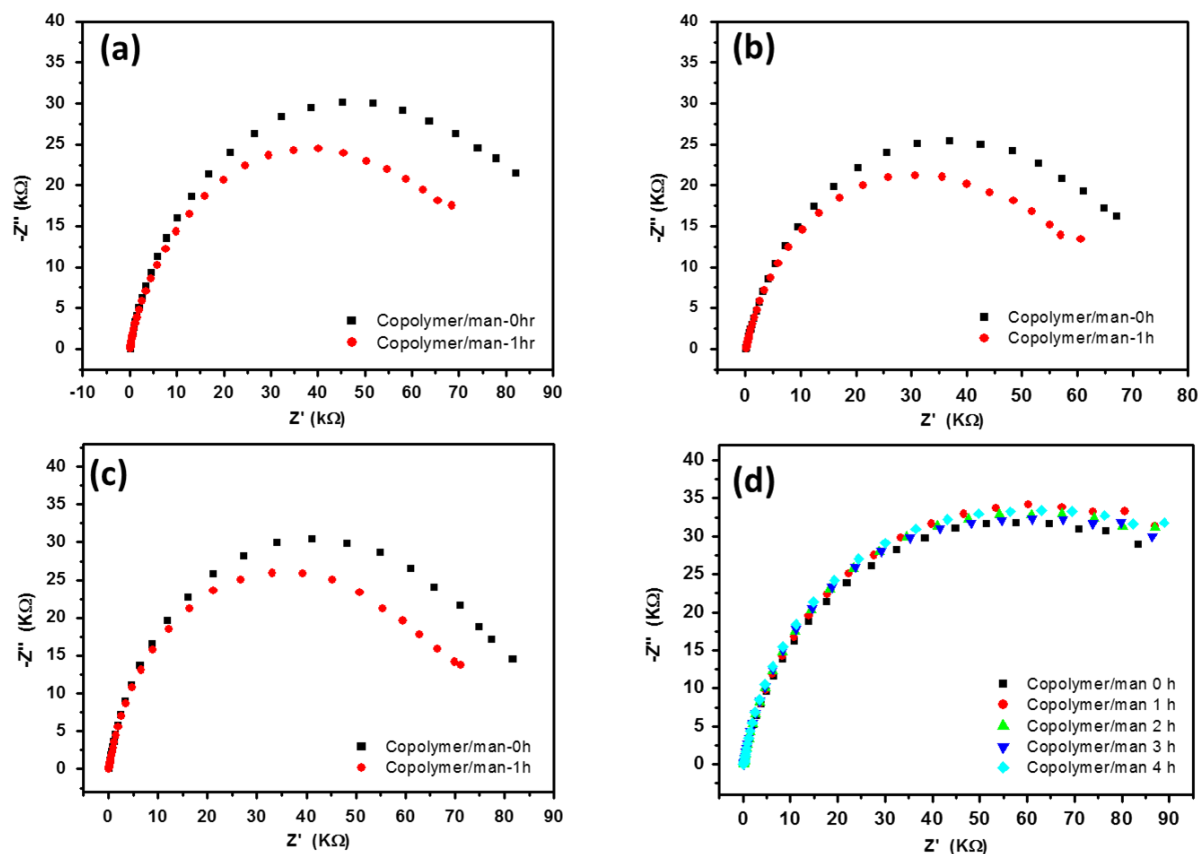 (a)
40
35
30
25
20
15
10
5
0
-Z'' (kΩ)
Copolymer/man-0hr
Copolymer/man-1hr
-10 0 10 20 30 40 50 60 70 80 90
Z' (kΩ)
(b)
40
35
30
25
20
15
10
5
0
-Z'' (KΩ)
Copolymer/man-0h
Copolymer/man-1h
0 10 20 30 40 50 60 70 80
Z' (KΩ)
(c)
40
35
30
25
20
15
10
5
0
-Z'' (KΩ)
Copolymer/man-0h
Copolymer/man-1h
0 10 20 30 40 50 60 70 80 90
Z' (KΩ)
(d)
40
35
30
25
20
15
10
5
0
-Z'' (KΩ)
Copolymer/man 0 h
Copolymer/man 1 h
Copolymer/man 2 h
Copolymer/man 3 h
Copolymer/man 4 h
0 10 20 30 40 50 60 70 80 90
Z' (KΩ)